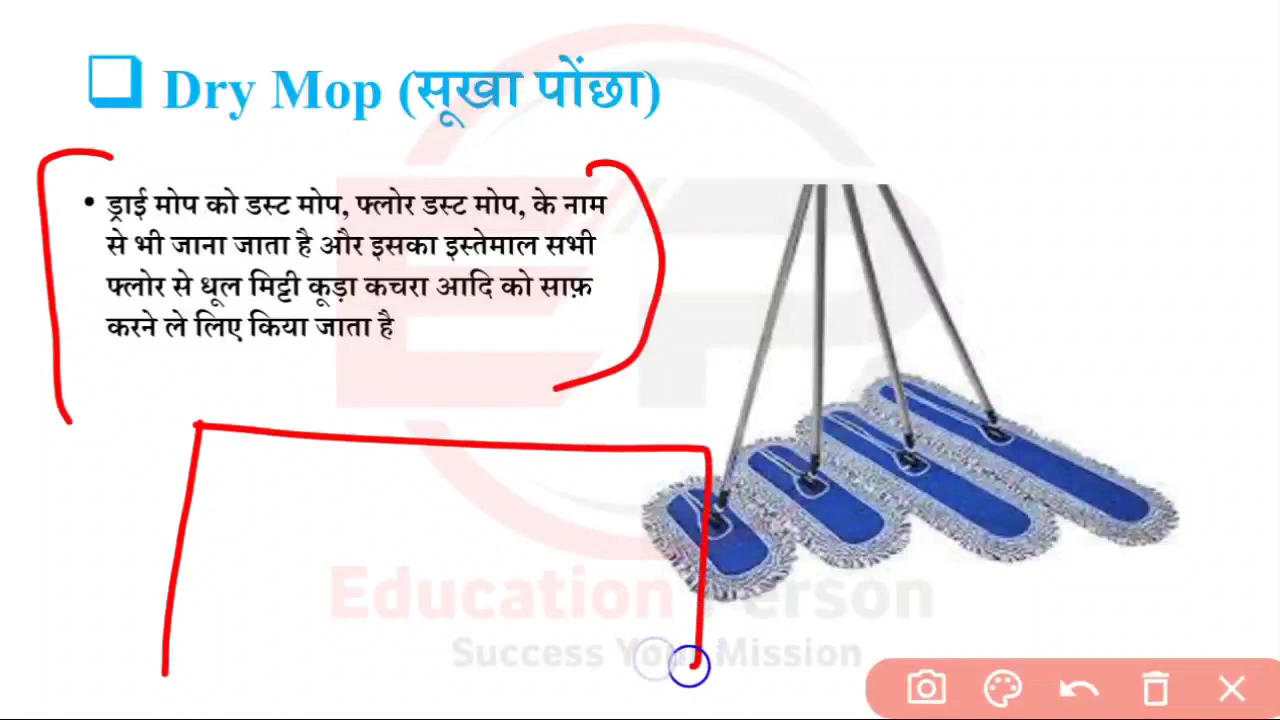 Dry Mop (सूखा पोंछा)
• ड्राई मोप को डस्ट मोप, फ्लोर डस्ट मोप, के नाम
से भी जाना जाता है और इसका इस्तेमाल सभी
फ्लोर से धूल मिट्टी कूड़ा कचरा आदि को साफ़
करने ले लिए किया जाता है
Education Person
Success Your Mission